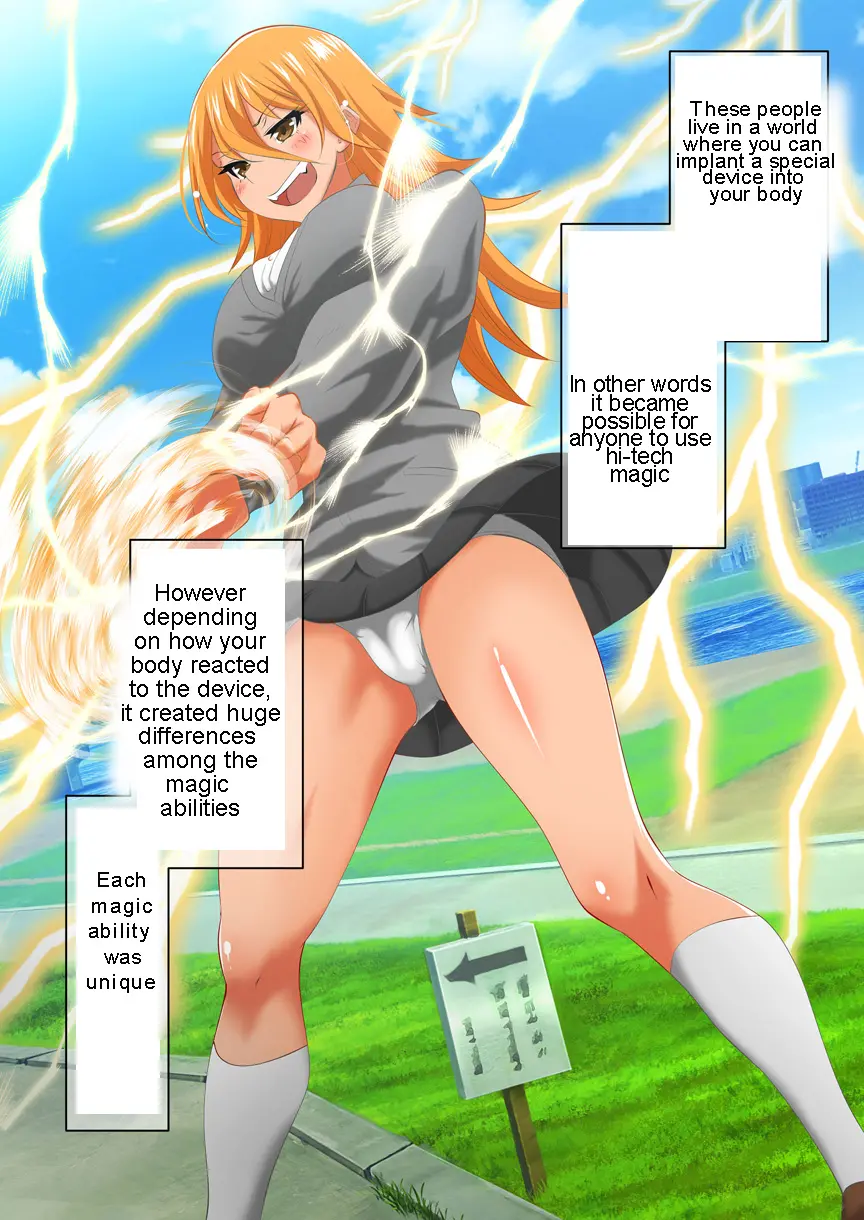 These people
live in a world
where you can
implant a special
device into
your body
In other words
it became
possible for
anyone to use
hi-tech
magic
However
depending
on how your
body reacted
to the device,
it created huge
differences
among the
magic
abilities
Each
magic
ability
was
unique